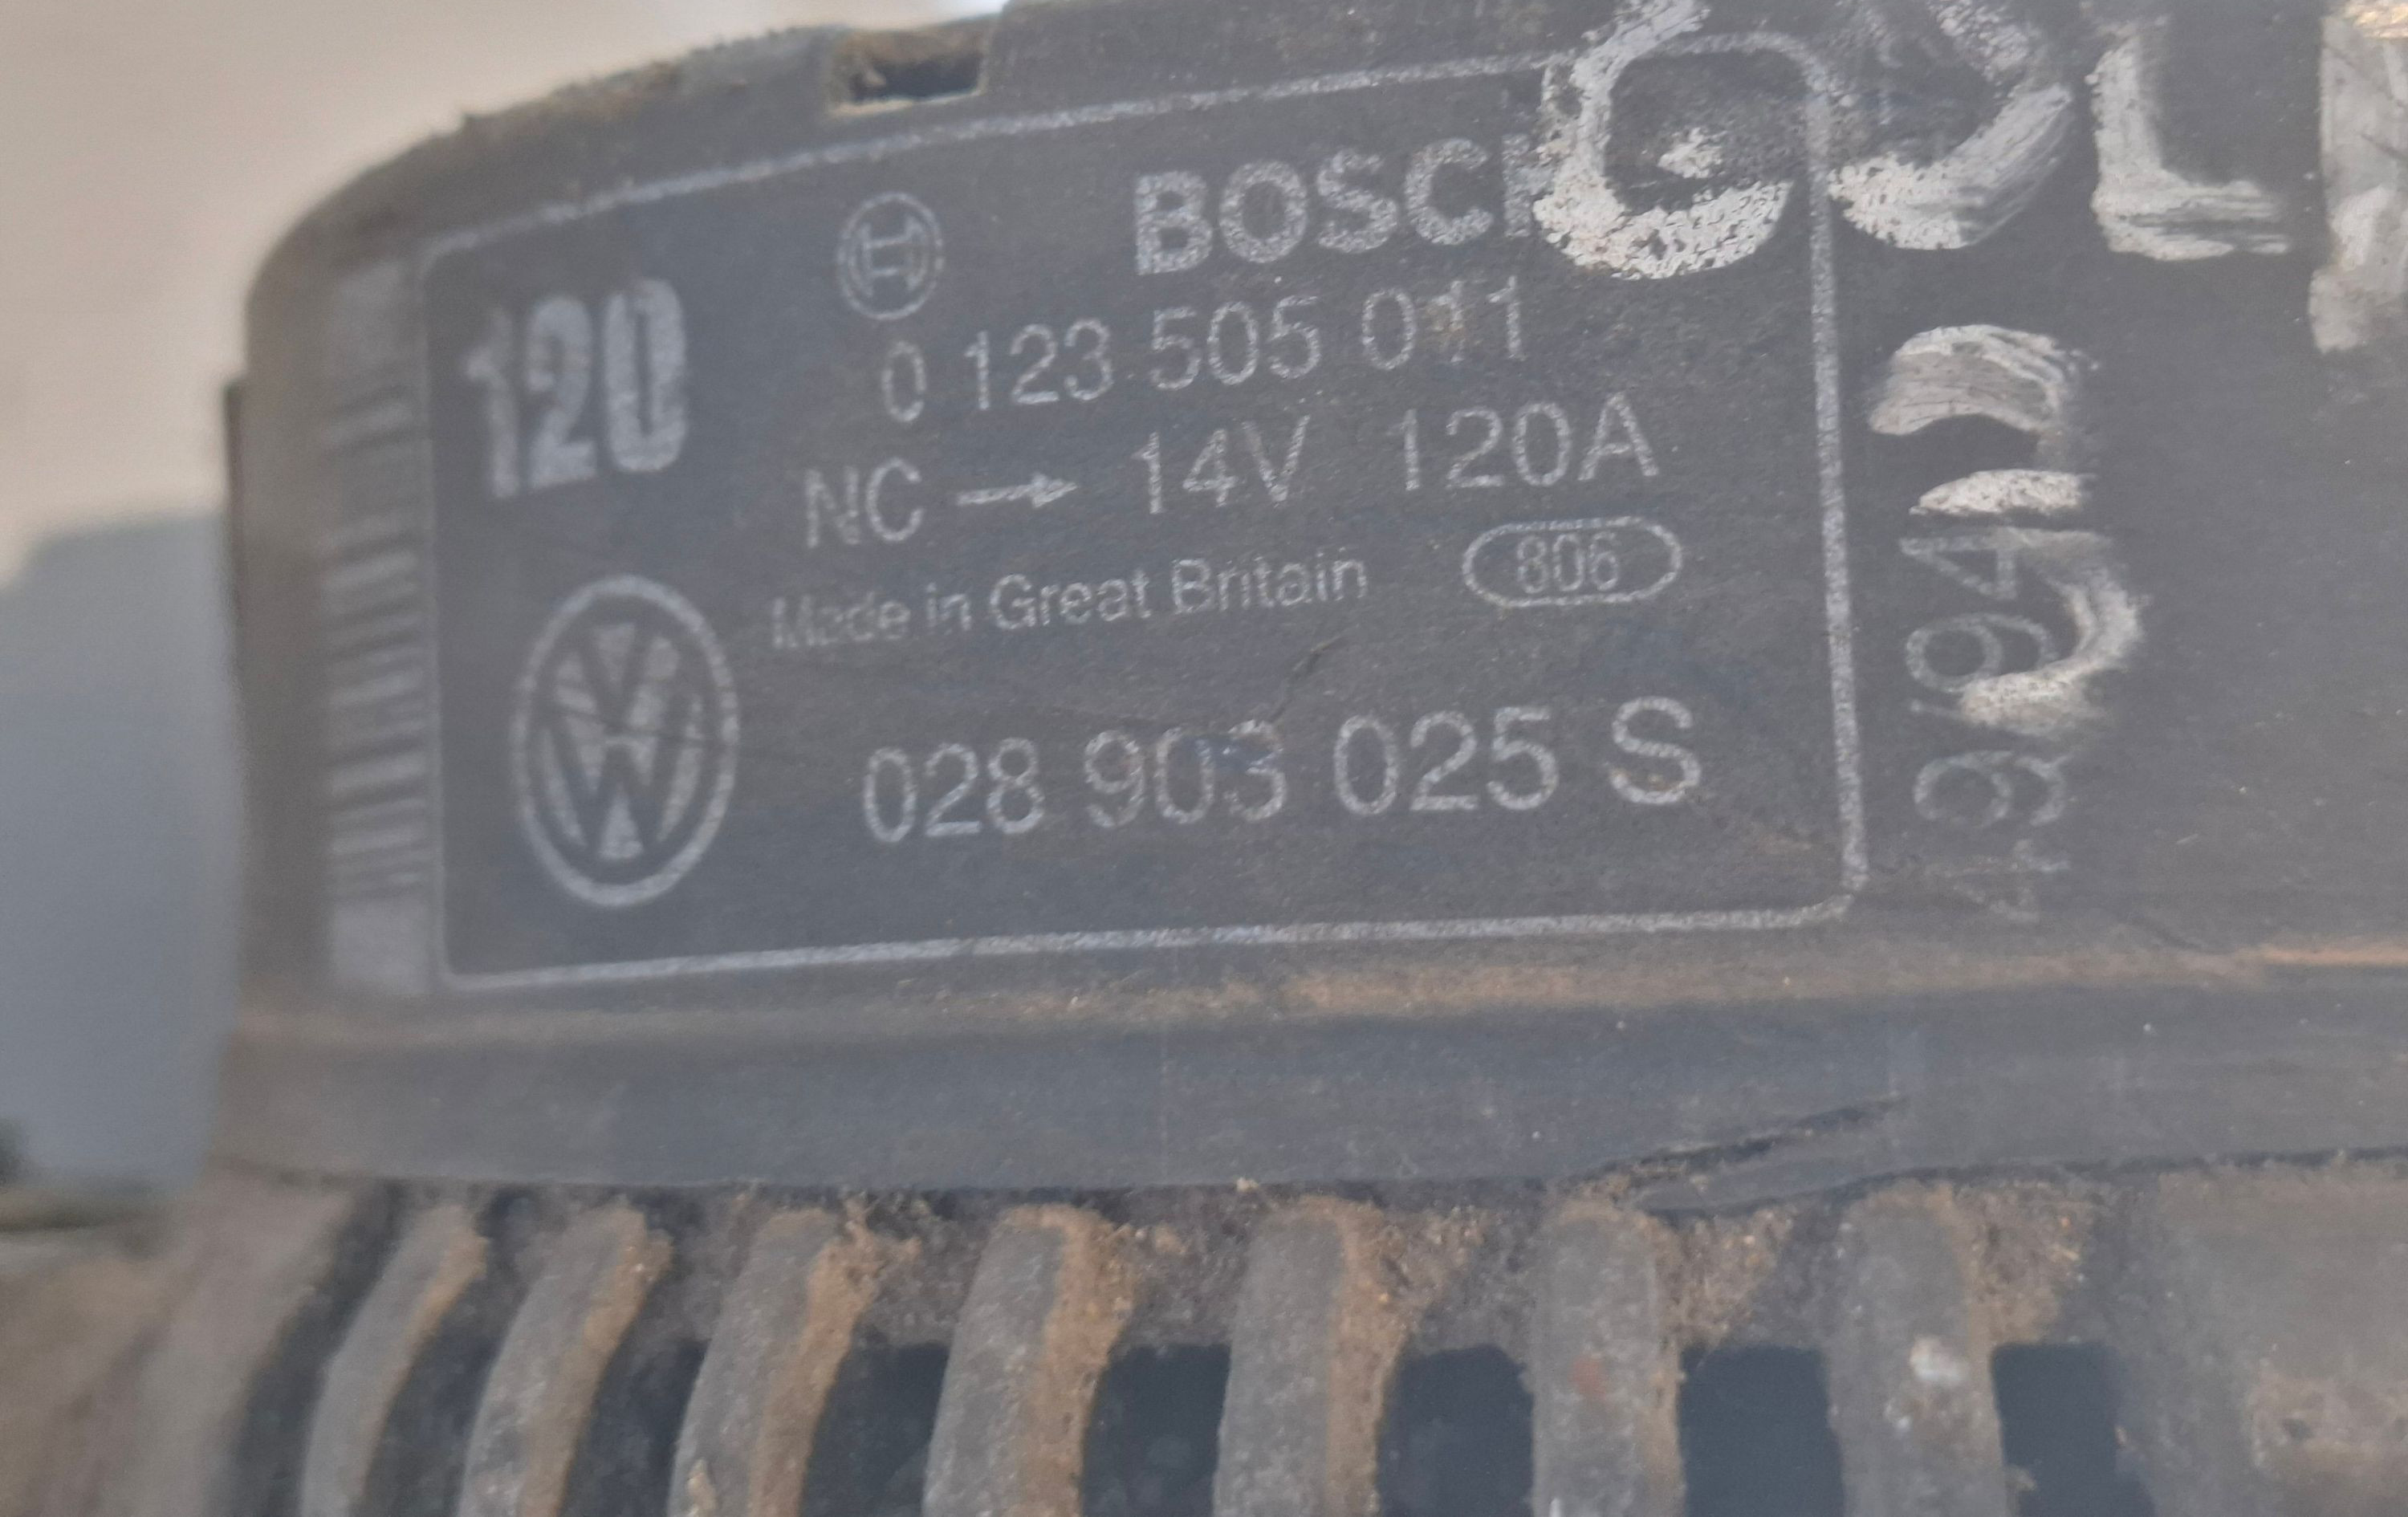 120
BOSCH
0 123 505 011
NC → 14V 120A
Made in Great Britain
806
028 903 025 S